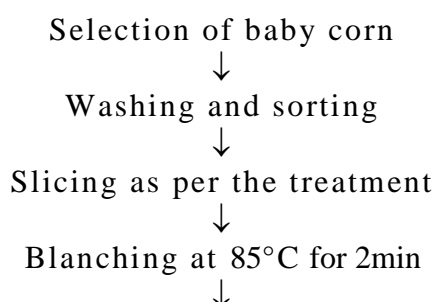 Selection of baby corn
↓
Washing and sorting
↓
Slicing as per the treatment
↓
Blanching at 85°C for 2min
↓